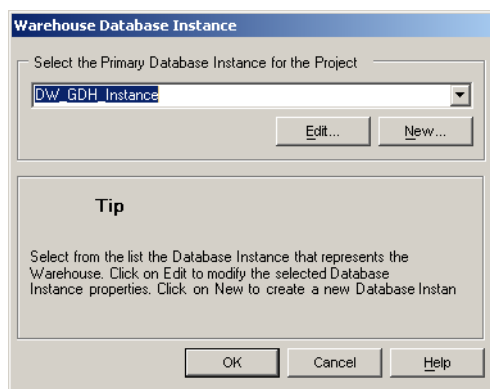 Warehouse Database Instance
Select the Primary Database Instance for the Project
DW_GDH_Instance
Edit...
New...
Tip
Select from the list the Database Instance that represents the
Warehouse. Click on Edit to modify the selected Database
Instance properties. Click on New to create a new Database Instan
OK
Cancel
Help